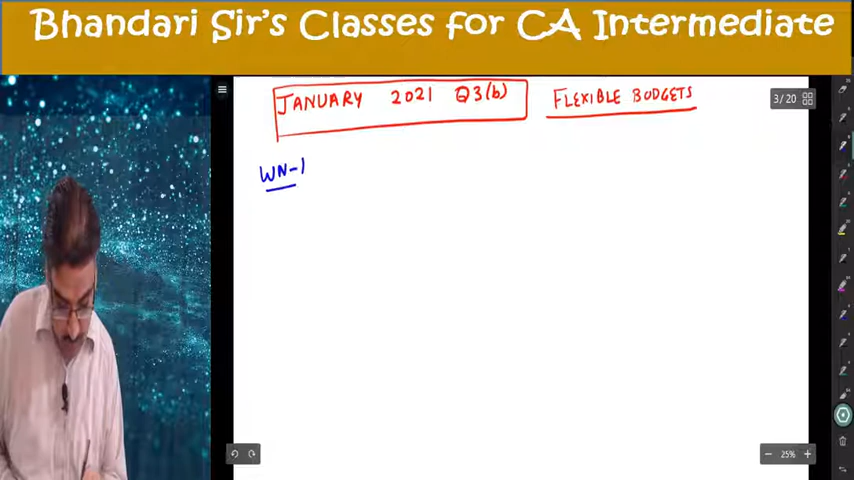 Bhandari Sir's Classes for CA Intermediate
JANUARY 2021 Q3(b) FLEXIBLE BUDGETS
3/20
WN-1
25%